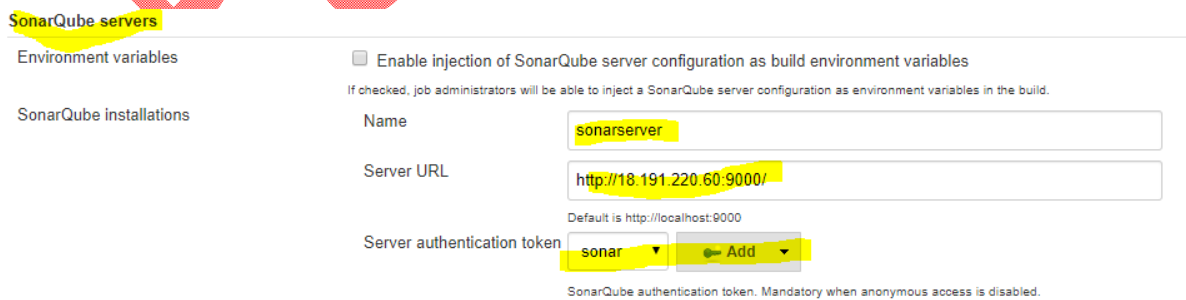 SonarQube servers
Environment variables
Enable injection of SonarQube server configuration as build environment variables
If checked, job administrators will be able to inject a SonarQube server configuration as environment variables in the build.
SonarQube installations
Name
sonarserver
Server URL
http://18.191.220.60:9000/
Default is http://localhost:9000
Server authentication token
sonar
Add
SonarQube authentication token. Mandatory when anonymous access is disabled.